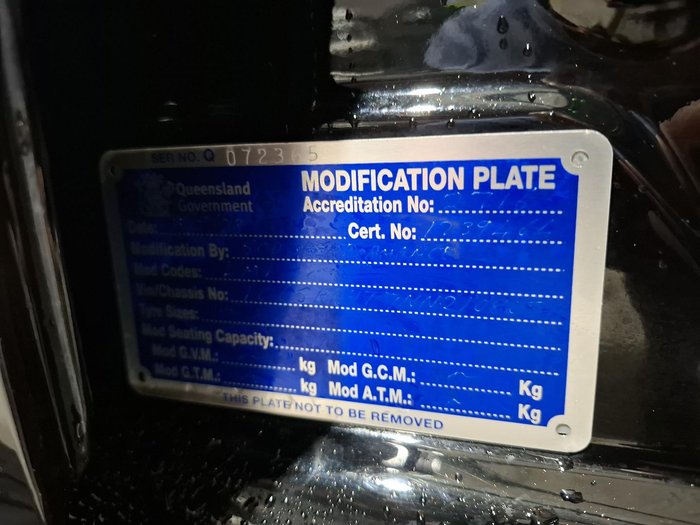 SER NO. Q 072365
Queensland
Government
MODIFICATION PLATE
Accreditation No:
Date: Cert. No:
Modification By:
Mod Codes:
Vin/Chassis No:
Tyre Sizes:
Mod Seating Capacity:
Mod G.V.M.: kg Mod G.C.M.: Kg
Mod G.T.M.: kg Mod A.T.M.: Kg
THIS PLATE NOT TO BE REMOVED